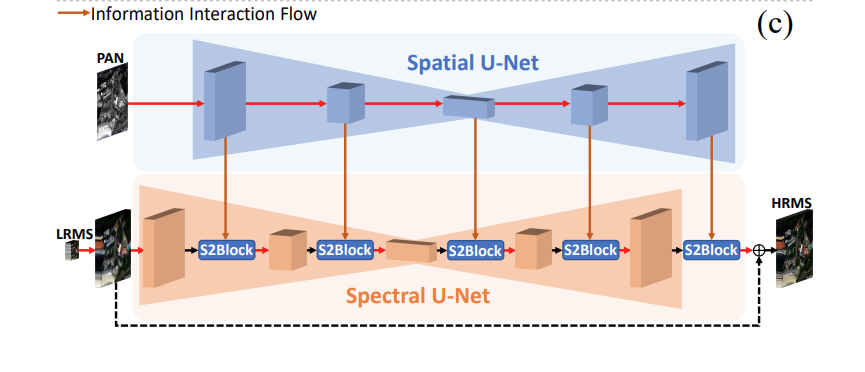 Information Interaction Flow
(c)
PAN
Spatial U-Net
LRMS
HRMS
S2Block
S2Block
S2Block
S2Block
S2Block
Spectral U-Net